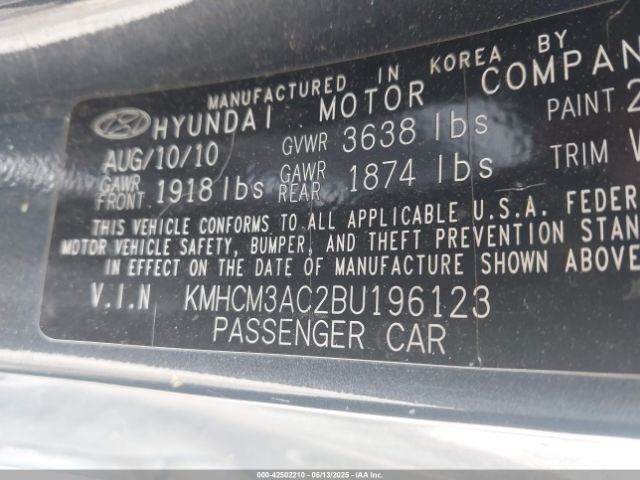 MANUFACTURED IN KOREA BY
HYUNDAI MOTOR COMPAN
AUG/10/10 GVWR 3638 lbs PAINT 2
GAWR FRONT 1918 lbs GAWR REAR 1874 lbs TRIM
THIS VEHICLE CONFORMS TO ALL APPLICABLE U.S.A. FEDER
MOTOR VEHICLE SAFETY, BUMPER, AND THEFT PREVENTION STAN
IN EFFECT ON THE DATE OF MANUFACTURE SHOWN ABOVE
V.I.N KMHCM3AC2BU196123
PASSENGER CAR
000-42502210 - 06/13/2025 - IAAI Inc.